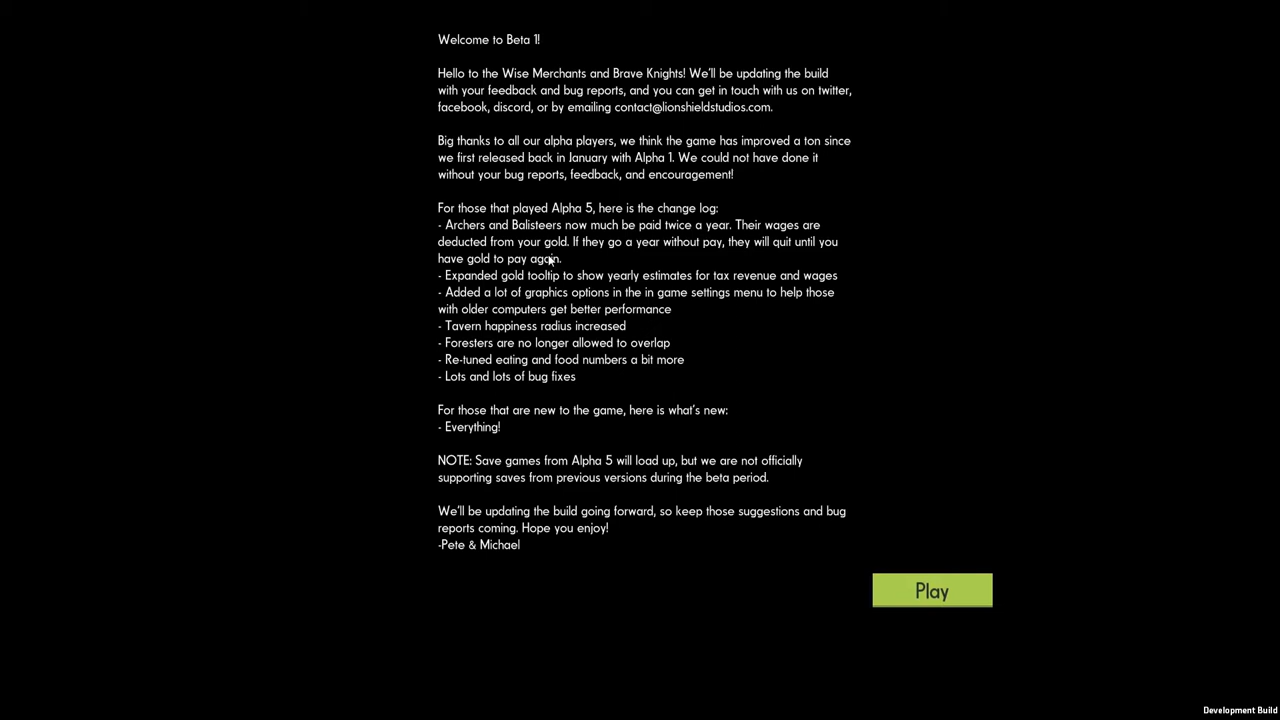 Welcome to Beta 1!
Hello to the Wise Merchants and Brave Knights! We'll be updating the build
with your feedback and bug reports, and you can get in touch with us on twitter,
facebook, discord, or by emailing contact@lionshieldstudios.com.
Big thanks to all our alpha players, we think the game has improved a ton since
we first released back in January with Alpha 1. We could not have done it
without your bug reports, feedback, and encouragement!
For those that played Alpha 5, here is the change log:
- Archers and Balisteers now much be paid twice a year. Their wages are
deducted from your gold. If they go a year without pay, they will quit until you
have gold to pay again.
- Expanded gold tooltip to show yearly estimates for tax revenue and wages
- Added a lot of graphics options in the in game settings menu to help those
with older computers get better performance
- Tavern happiness radius increased
- Foresters are no longer allowed to overlap
- Re-tuned eating and food numbers a bit more
- Lots and lots of bug fixes
For those that are new to the game, here is what's new:
- Everything!
NOTE: Save games from Alpha 5 will load up, but we are not officially
supporting saves from previous versions during the beta period.
We'll be updating the build going forward, so keep those suggestions and bug
reports coming. Hope you enjoy!
-Pete & Michael
Play
Development Build